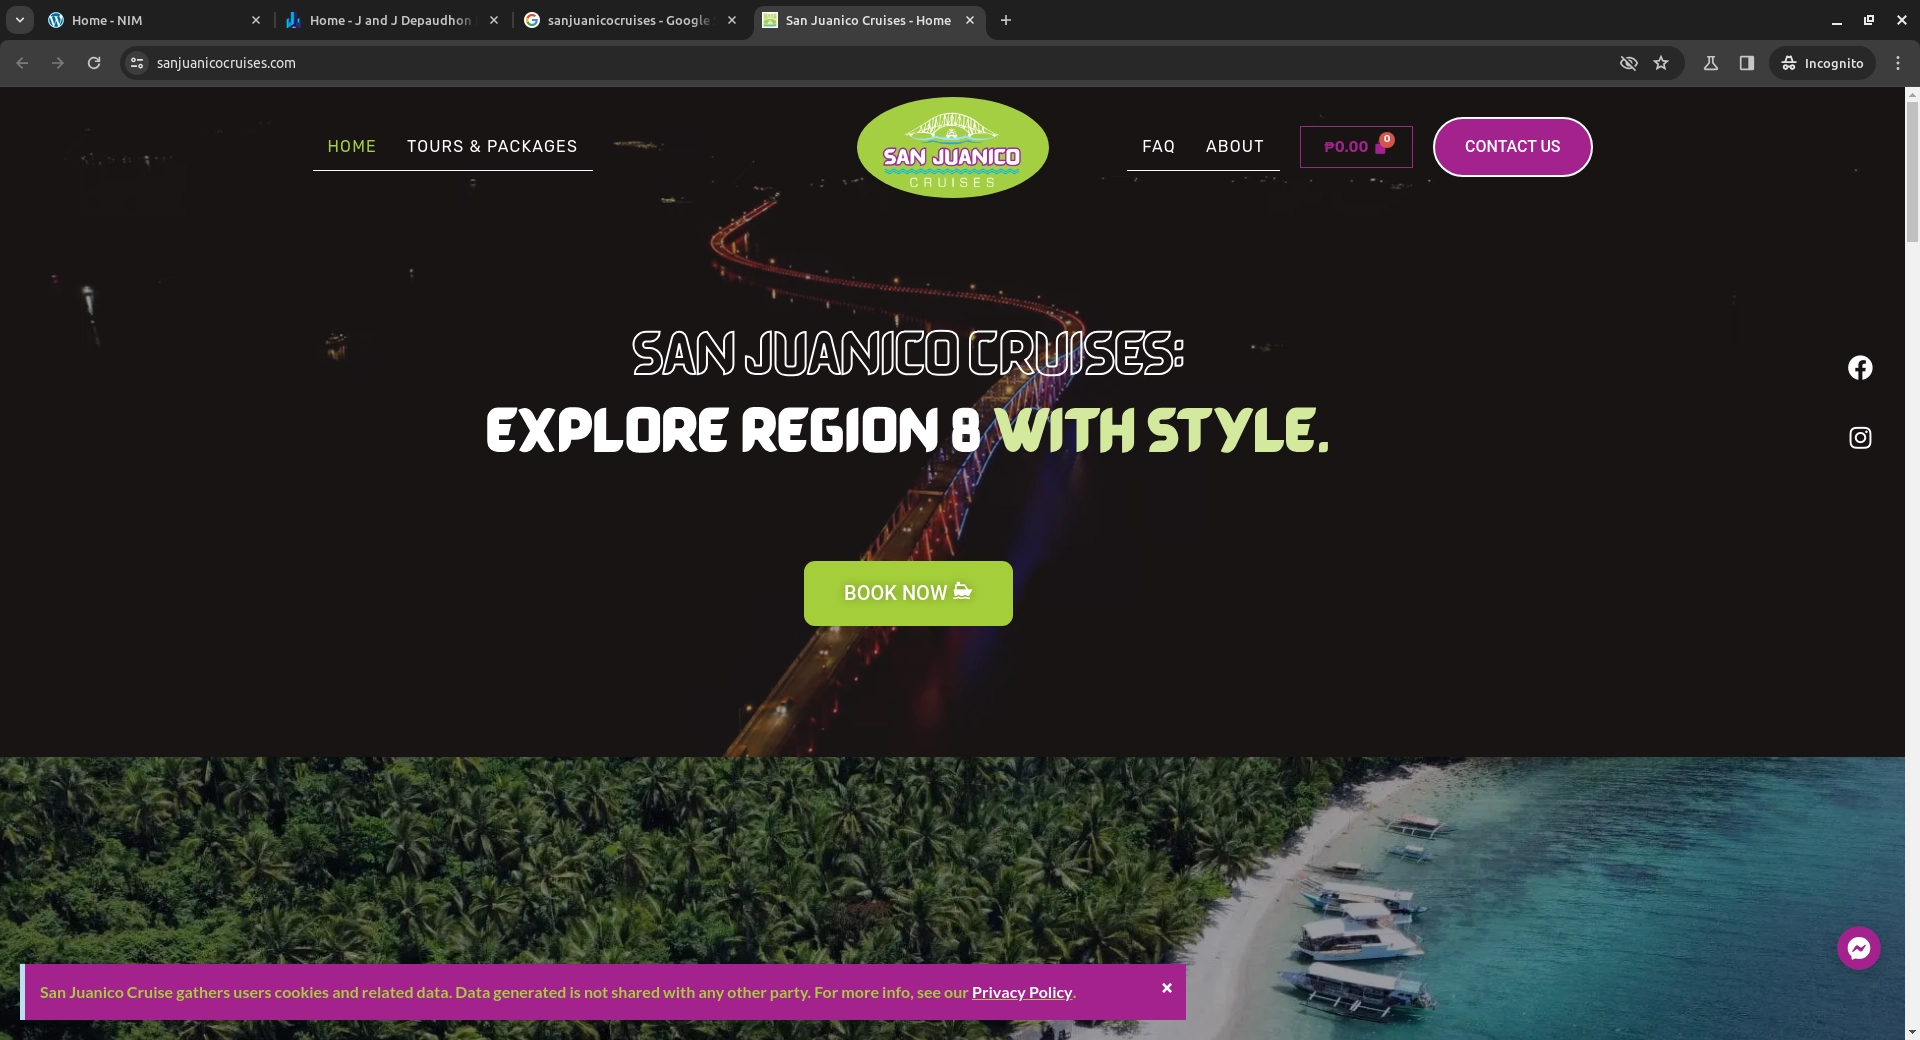 Home - NIM
Home - J and J Depaudhon
sanjuanicocruises - Google
San Juanico Cruises - Home
sanjuanicocruises.com
Incognito
HOME
TOURS & PACKAGES
SAN JUANICO
CRUISES
FAQ
ABOUT
₱0.00
0
CONTACT US
SAN JUANICO CRUISES:
EXPLORE REGION 8 WITH STYLE.
BOOK NOW
San Juanico Cruise gathers users cookies and related data. Data generated is not shared with any other party. For more info, see our Privacy Policy.